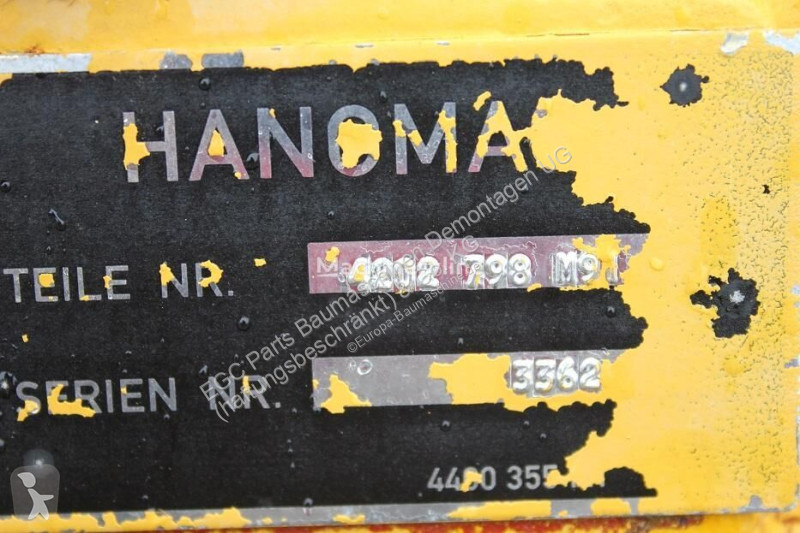 HANOMA
TEILE NR. 4202 798 M91
SERIEN NR. 3362
4400 355
ECC Parts Baumaschinen Demontagen UG
(Haftungsbeschränkt)
©Europa-Baumaschinen